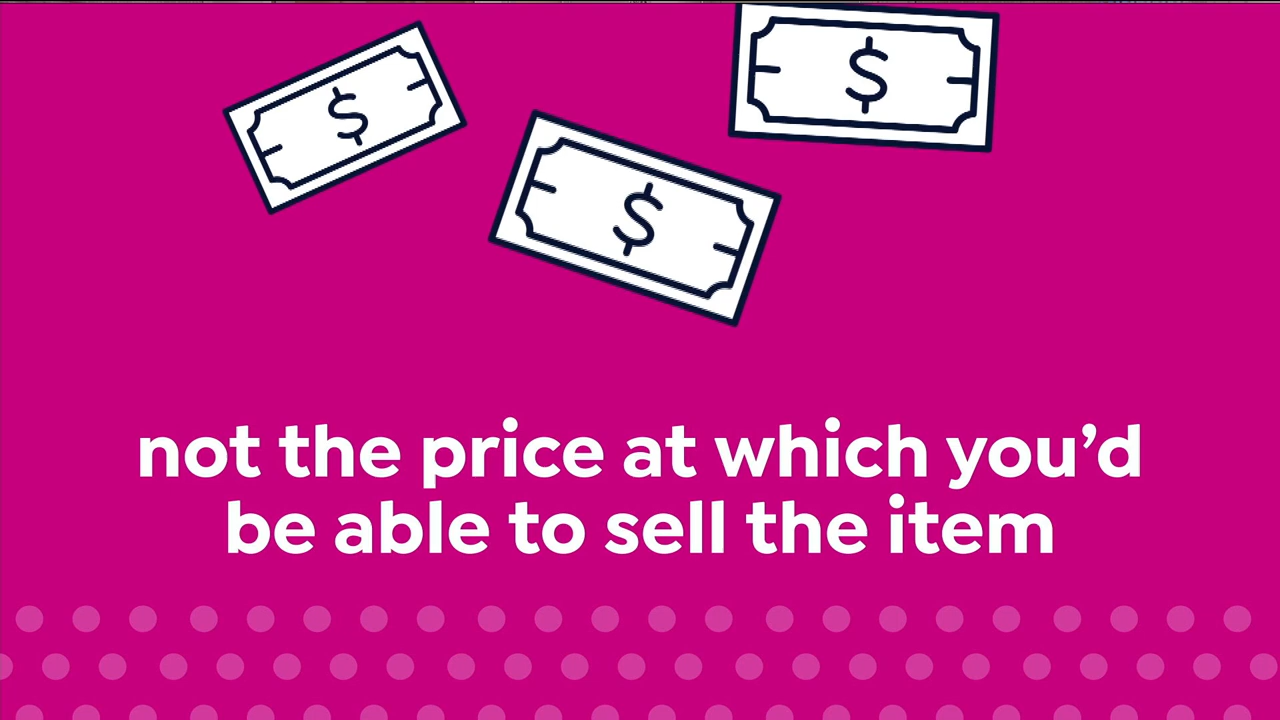 $
$
$
not the price at which you’d
be able to sell the item